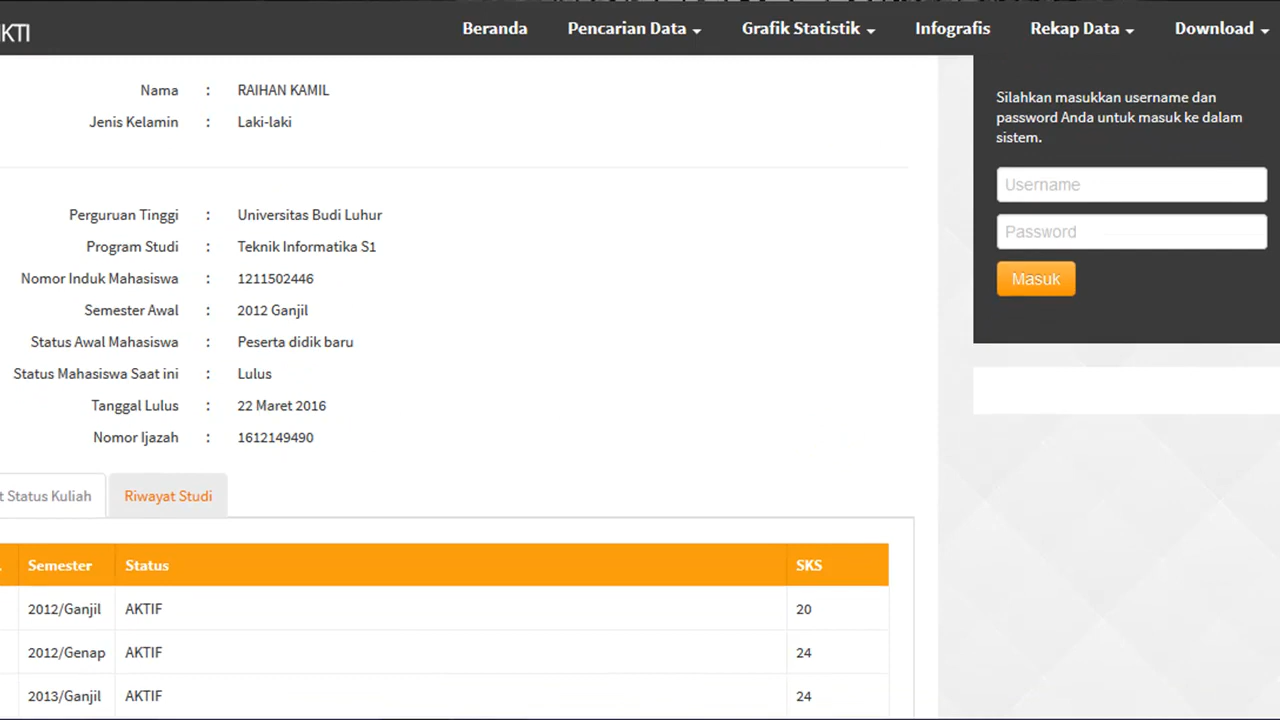 KTI
Beranda Pencarian Data Grafik Statistik Infografis Rekap Data Download
Nama : RAIHAN KAMIL
Jenis Kelamin : Laki-laki
Perguruan Tinggi : Universitas Budi Luhur
Program Studi : Teknik Informatika S1
Nomor Induk Mahasiswa : 1211502446
Semester Awal : 2012 Ganjil
Status Awal Mahasiswa : Peserta didik baru
Status Mahasiswa Saat ini : Lulus
Tanggal Lulus : 22 Maret 2016
Nomor Ijazah : 1612149490
t Status Kuliah Riwayat Studi
Semester Status SKS
2012/Ganjil AKTIF 20
2012/Genap AKTIF 24
2013/Ganjil AKTIF 24
Silahkan masukkan username dan
password Anda untuk masuk ke dalam
sistem.
Username
Password
Masuk